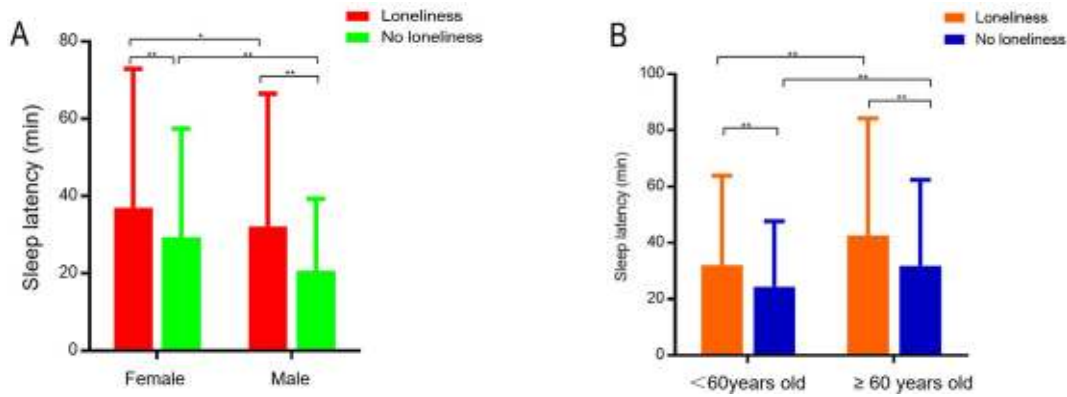 A
Loneliness
No loneliness
80
60
40
20
0
Sleep latency (min)
*
**
**
**
Female
Male
B
Loneliness
No loneliness
100
80
60
40
20
0
Sleep latency (min)
**
**
**
**
<60years old
≥ 60 years old